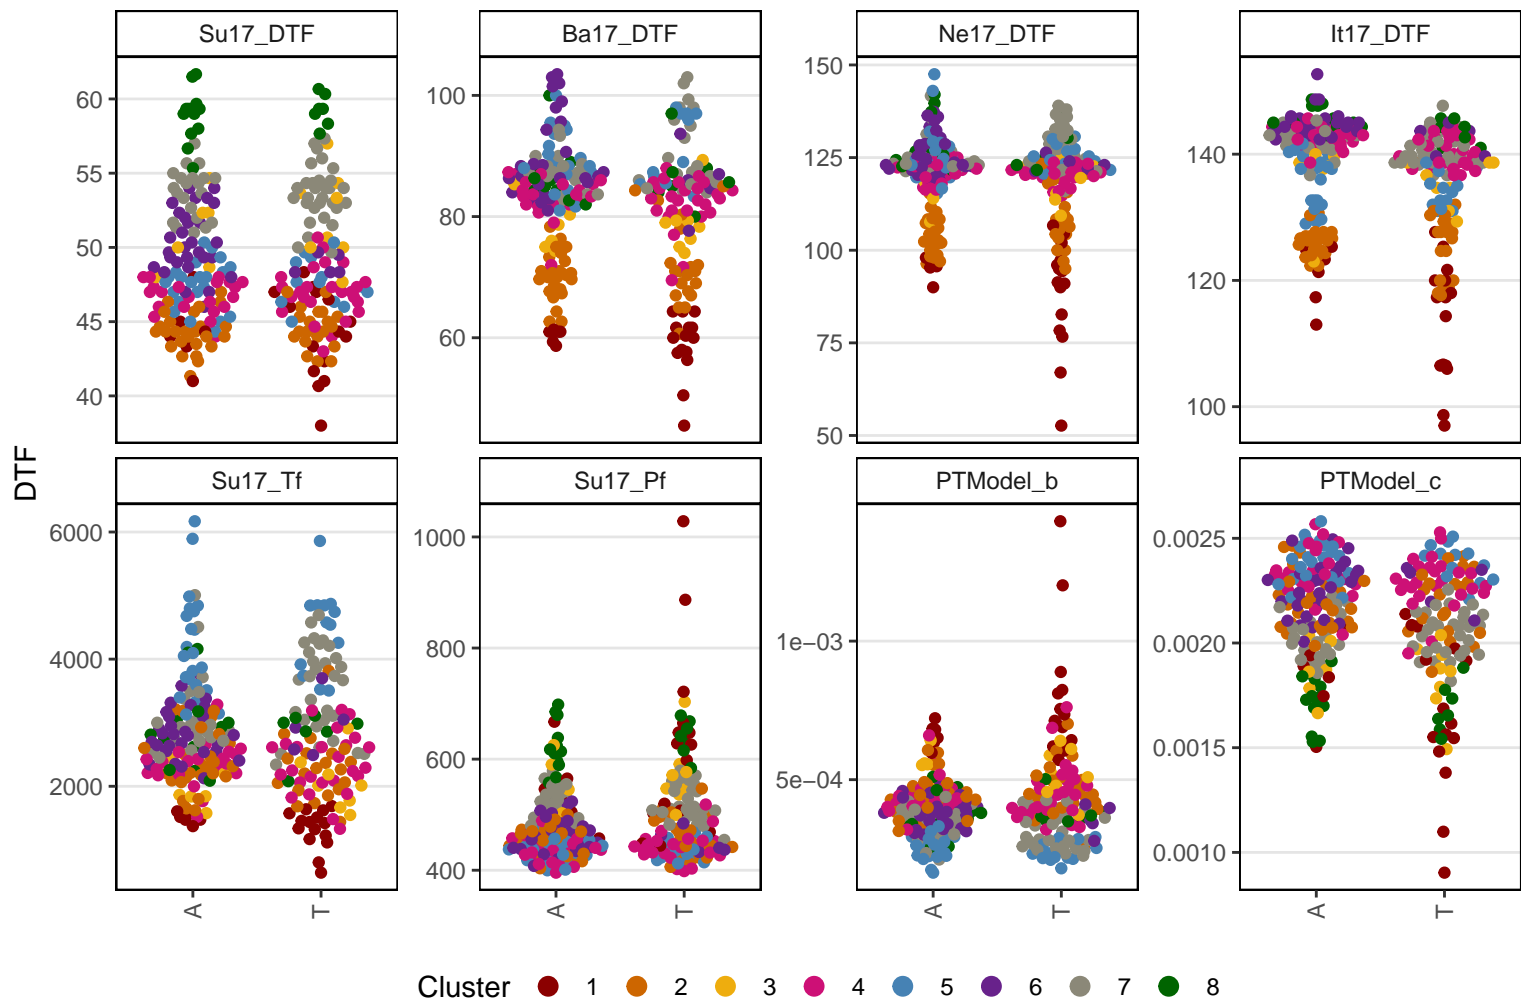 Su17_DTF
Ba17_DTF
Ne17_DTF
It17_DTF
60
55
50
45
40
100
80
60
150
125
100
75
50
140
120
100
DTF
Su17_Tf
Su17_Pf
PTModel_b
PTModel_c
6000
4000
2000
1000
800
600
400
1e−03
5e−04
0.0025
0.0020
0.0015
0.0010
A
T
A
T
A
T
A
T
Cluster 1 2 3 4 5 6 7 8